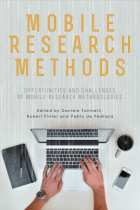 MOBILE
RESEARCH
METHODS
OPPORTUNITIES AND CHALLENGES
OF MOBILE RESEARCH METHODOLOGIES
Edited by Daniele Toninelli,
Robert Pinter and Pablo de Pedraza